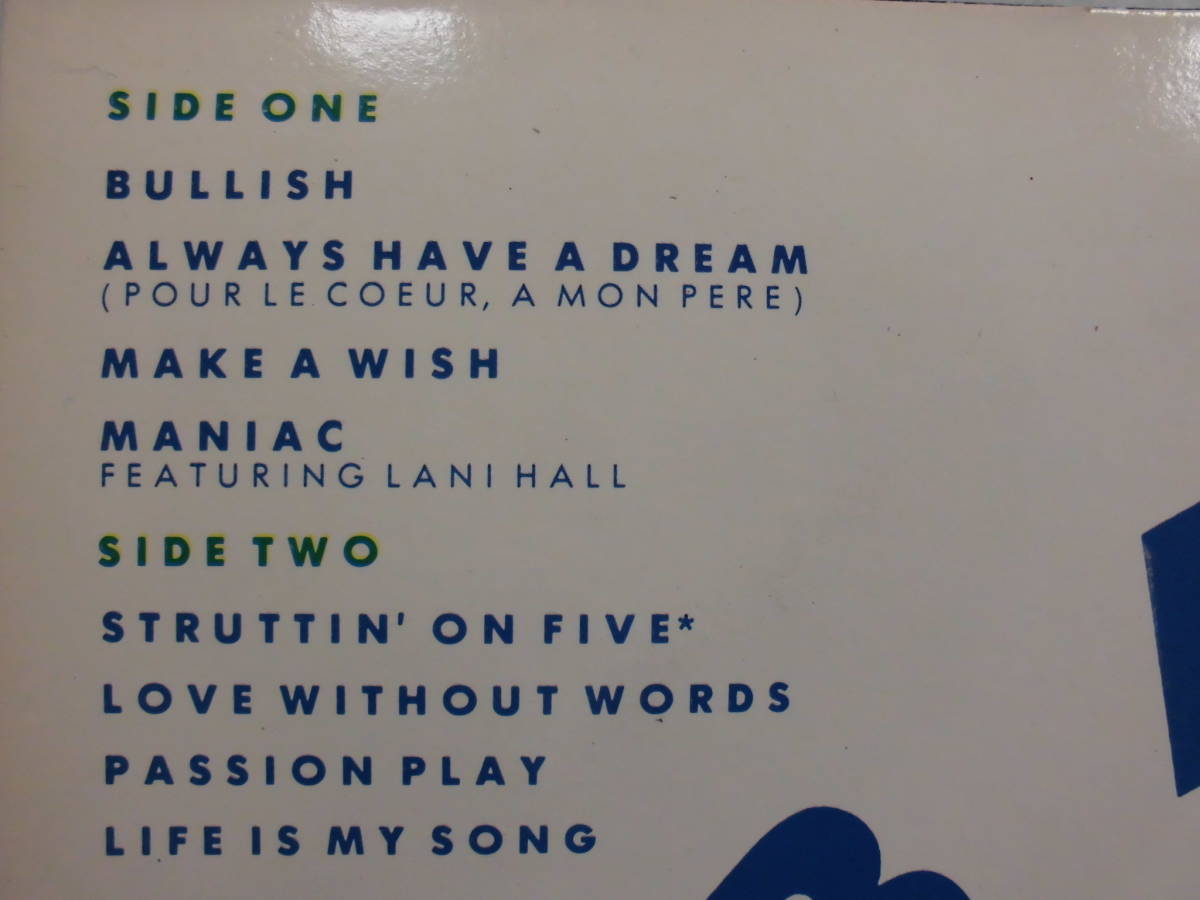 SIDE ONE
BULLISH
ALWAYS HAVE A DREAM
(POUR LE COEUR, A MON PERE)
MAKE A WISH
MANIAC
FEATURING LANI HALL
SIDE TWO
STRUTTIN' ON FIVE*
LOVE WITHOUT WORDS
PASSION PLAY
LIFE IS MY SONG